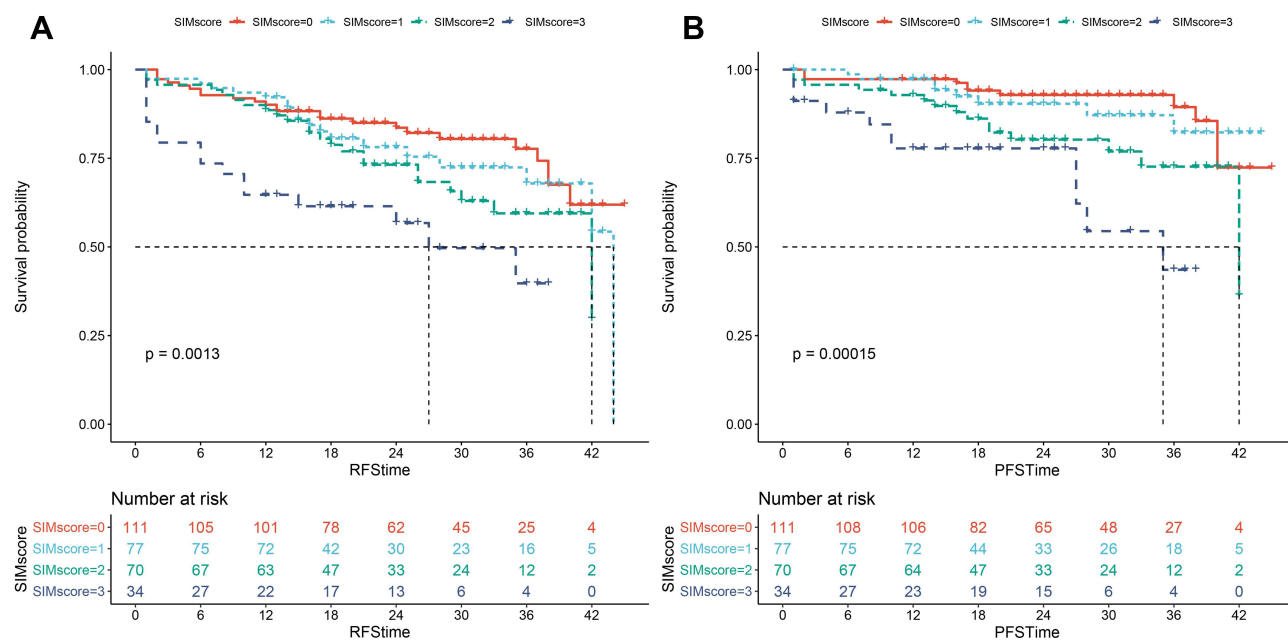 A
SIMscore SIMscore=0 SIMscore=1 SIMscore=2 SIMscore=3
Survival probability
1.00
0.75
0.50
0.25
0.00
p = 0.0013
0 6 12 18 24 30 36 42
RFStime
Number at risk
SIMscore
SIMscore=0 111 105 101 78 62 45 25 4
SIMscore=1 77 75 72 42 30 23 16 5
SIMscore=2 70 67 63 47 33 24 12 2
SIMscore=3 34 27 22 17 13 6 4 0
0 6 12 18 24 30 36 42
RFStime
B
SIMscore SIMscore=0 SIMscore=1 SIMscore=2 SIMscore=3
Survival probability
1.00
0.75
0.50
0.25
0.00
p = 0.00015
0 6 12 18 24 30 36 42
PFSTime
Number at risk
SIMscore
SIMscore=0 111 108 106 82 65 48 27 4
SIMscore=1 77 75 72 44 33 26 18 5
SIMscore=2 70 67 64 47 33 24 12 2
SIMscore=3 34 27 23 19 15 6 4 0
0 6 12 18 24 30 36 42
PFSTime